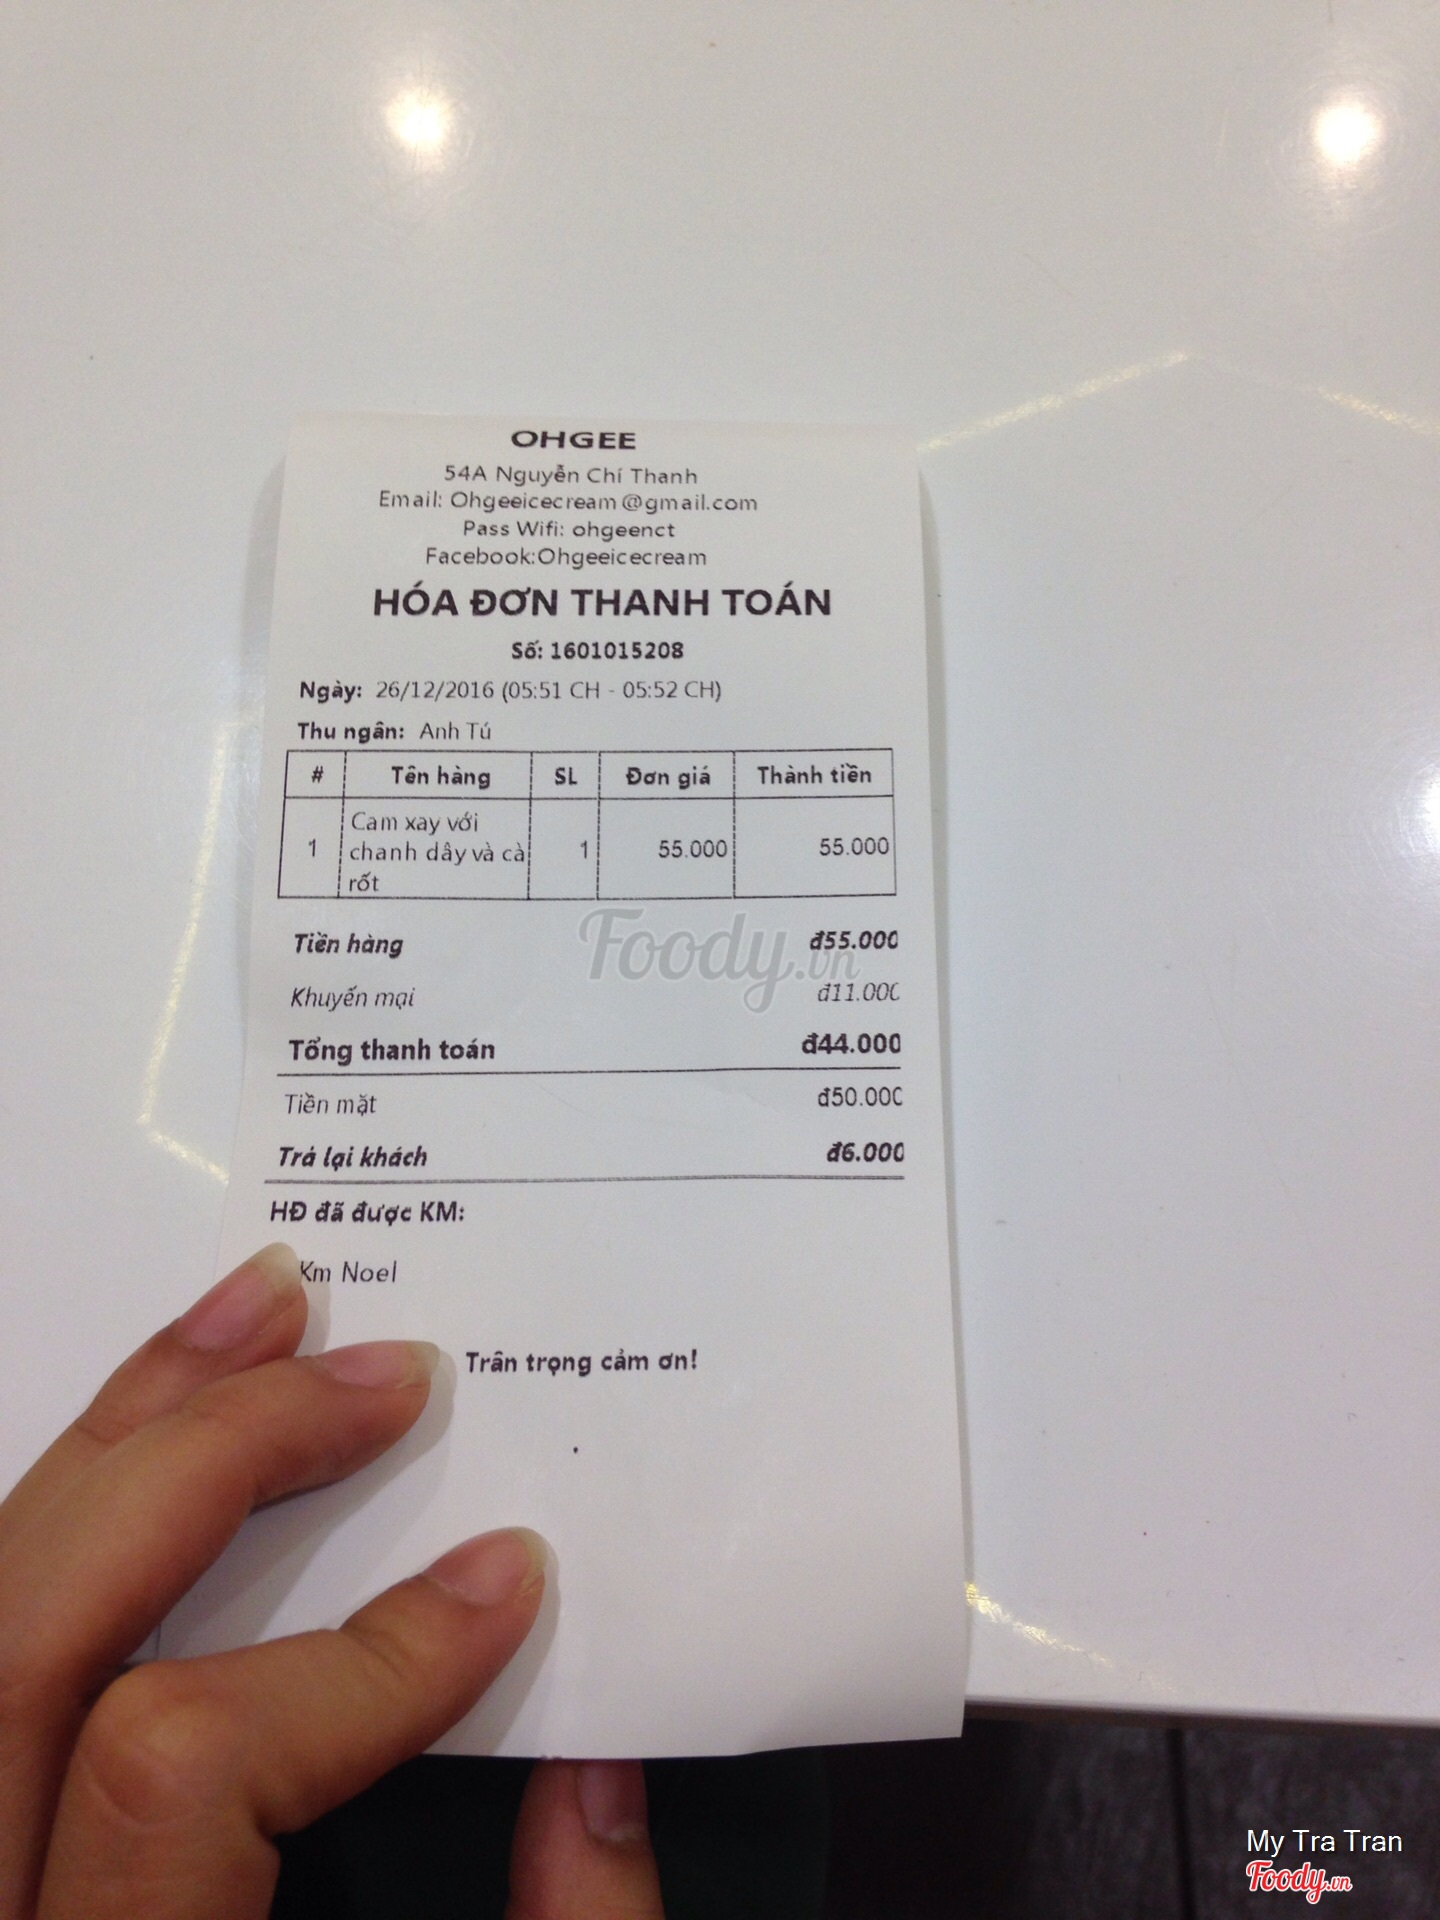 OHGEE
54A Nguyễn Chí Thanh
Email: Ohgeeicecream@gmail.com
Pass Wifi: ohgeenct
Facebook:Ohgeeicecream
HÓA ĐƠN THANH TOÁN
Số: 1601015208
Ngày: 26/12/2016 (05:51 CH - 05:52 CH)
Thu ngân: Anh Tú
# Tên hàng SL Đơn giá Thành tiền
1 Cam xay với chanh dây và cà rốt 1 55.000 55.000
Tiền hàng đ55.000
Khuyến mại đ11.000
Tổng thanh toán đ44.000
Tiền mặt đ50.000
Trả lại khách đ6.000
HĐ đã được KM:
Km Noel
Trân trọng cảm ơn!
Foody.vn
My Tra Tran
Foody.vn